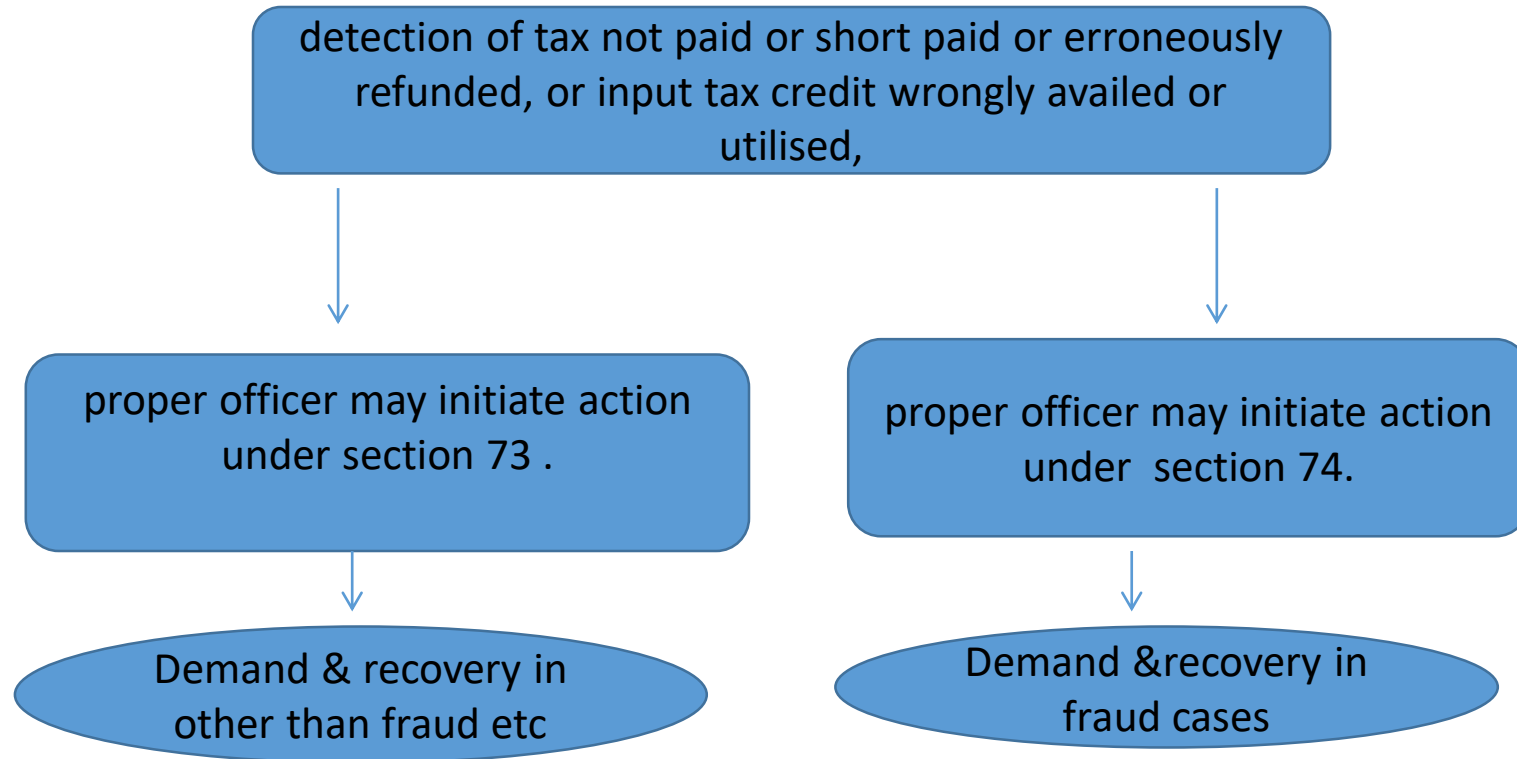 detection of tax not paid or short paid or erroneously
refunded, or input tax credit wrongly availed or
utilised,
proper officer may initiate action
under section 73 .
proper officer may initiate action
under  section 74.
Demand & recovery in
other than fraud etc
Demand &recovery in
fraud cases